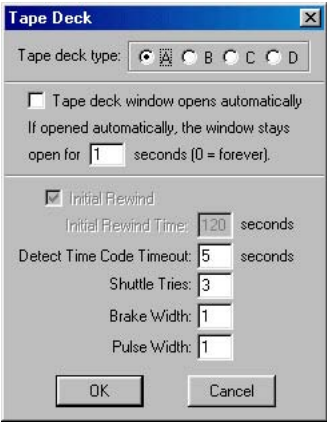 Tape Deck
Tape deck type: A B C D
Tape deck window opens automatically
If opened automatically, the window stays
open for 1 seconds (0 = forever).
Initial Rewind
Initial Rewind Time: 120 seconds
Detect Time Code Timeout: 5 seconds
Shuttle Tries: 3
Brake Width: 1
Pulse Width: 1
OK Cancel